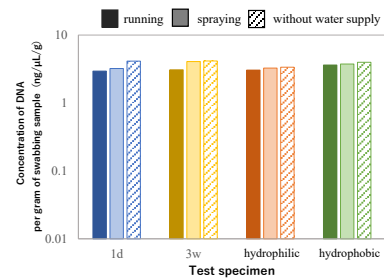 running spraying without water supply
Concentration of DNA
per gram of swabbing sample (ng/μL/g)
10
1
0.1
0.01
1d 3w hydrophilic hydrophobic
Test specimen